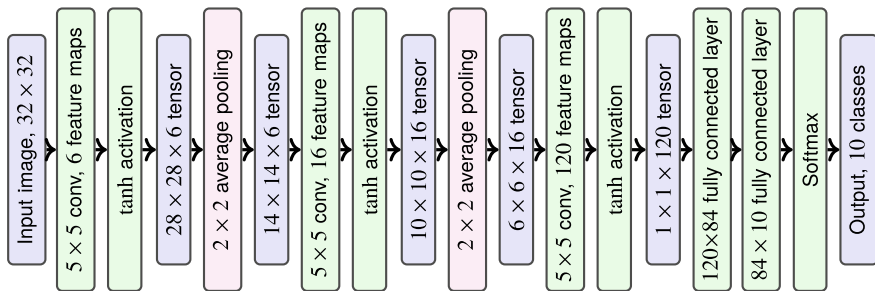 Input image, 32 × 32
5 × 5 conv, 6 feature maps
tanh activation
28 × 28 × 6 tensor
2 × 2 average pooling
14 × 14 × 6 tensor
5 × 5 conv, 16 feature maps
tanh activation
10 × 10 × 16 tensor
2 × 2 average pooling
6 × 6 × 16 tensor
5×5 conv, 120 feature maps
tanh activation
1 × 1 × 120 tensor
120×84 fully connected layer
84 × 10 fully connected layer
Softmax
Output, 10 classes